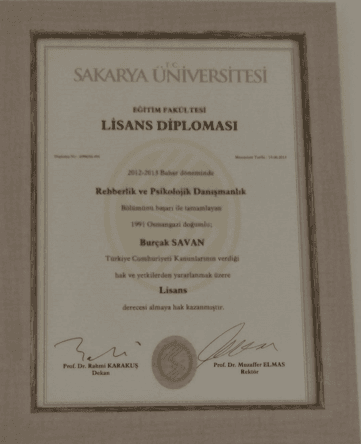 T.C.
SAKARYA ÜNİVERSİTESİ
EĞİTİM FAKÜLTESİ
LİSANS DİPLOMASI
2012-2013 Bahar döneminde
Rehberlik ve Psikolojik Danışmanlık
Bölümünü başarı ile tamamlayan
1991 Osmangazi doğumlu,
Burçak SAVAN
Türkiye Cumhuriyeti Kanunlarının verdiği
hak ve yetkilerden yararlanmak üzere
Lisans
derecesi almaya hak kazanmıştır.
Prof. Dr. Rahmi KARAKUŞ
Dekan
Prof. Dr. Muzaffer ELMAS
Rektör